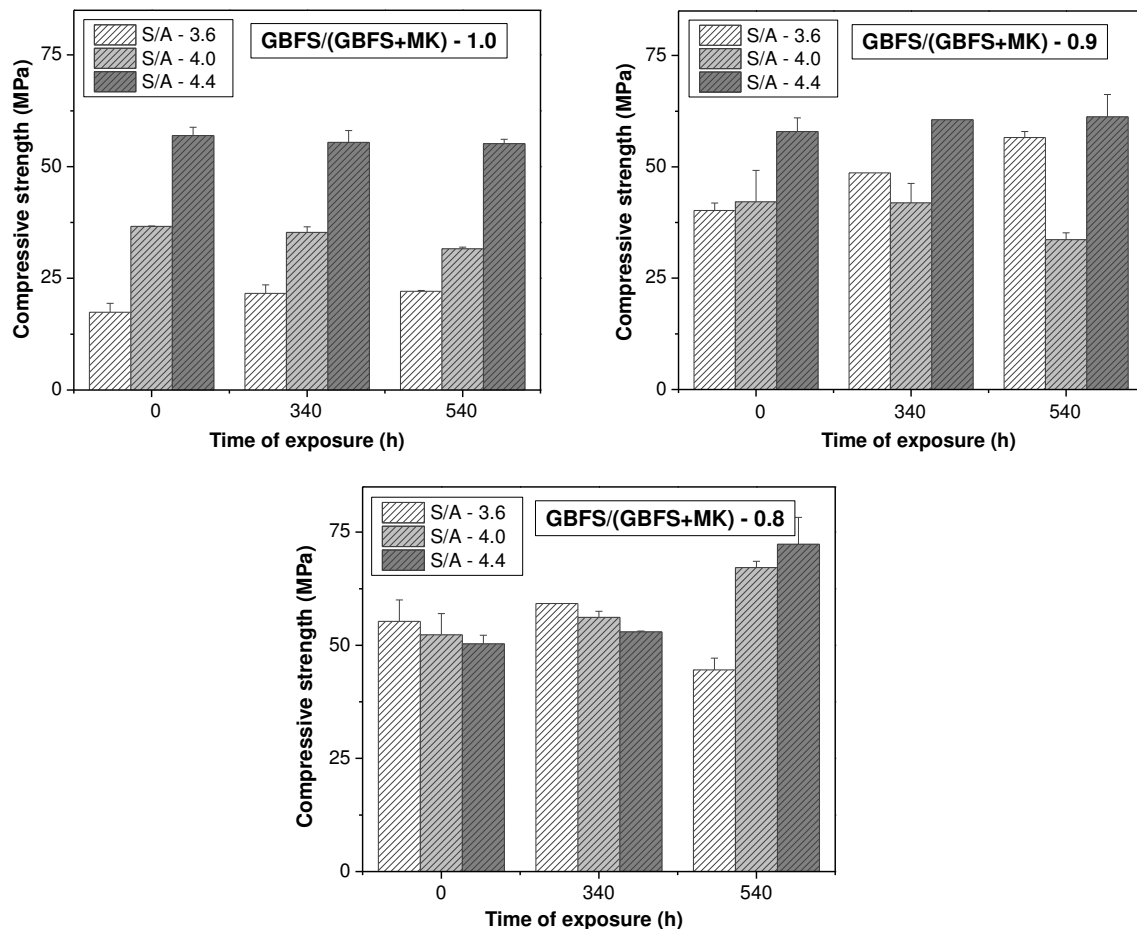 S/A - 3.6
S/A - 4.0
S/A - 4.4
GBFS/(GBFS+MK) - 1.0
Compressive strength (MPa)
75
50
25
0
0
340
540
Time of exposure (h)
S/A - 3.6
S/A - 4.0
S/A - 4.4
GBFS/(GBFS+MK) - 0.9
Compressive strength (MPa)
75
50
25
0
0
340
540
Time of exposure (h)
S/A - 3.6
S/A - 4.0
S/A - 4.4
GBFS/(GBFS+MK) - 0.8
Compressive strength (MPa)
75
50
25
0
0
340
540
Time of exposure (h)